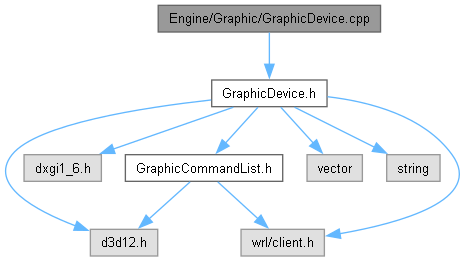 Engine/Graphic/GraphicDevice.cpp
GraphicDevice.h
dxgi1_6.h
GraphicCommandList.h
vector
string
d3d12.h
wrl/client.h